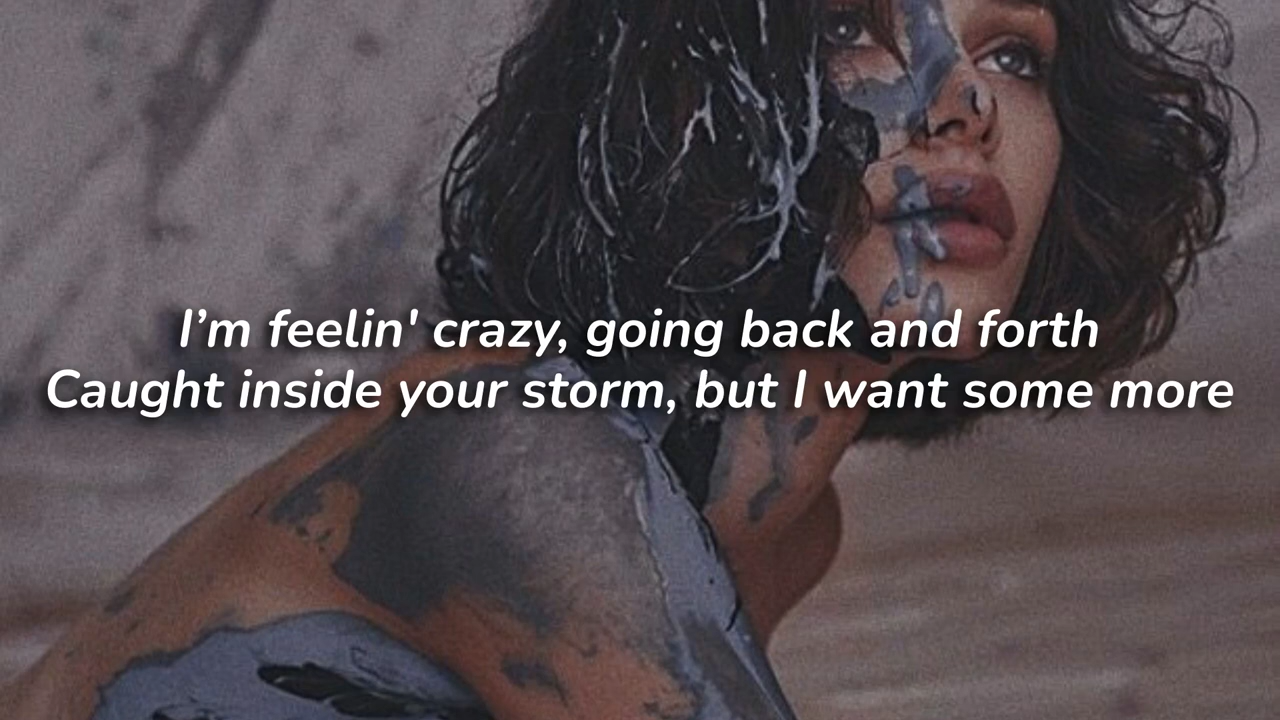 I’m feelin' crazy, going back and forth
Caught inside your storm, but I want some more